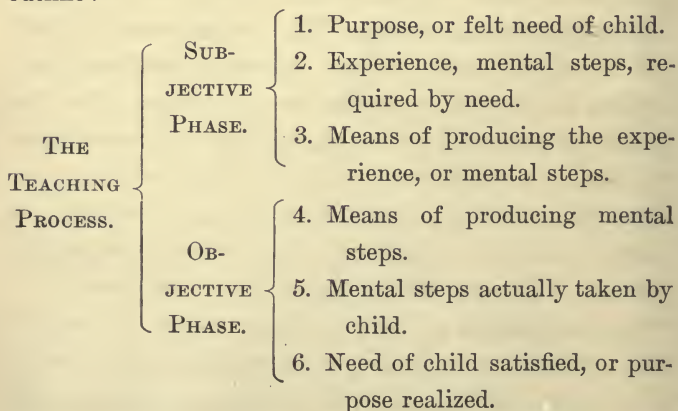 THE
TEACHING
PROCESS.
SUB-
JECTIVE
PHASE.
1. Purpose, or felt need of child.
2. Experience, mental steps, re-
quired by need.
3. Means of producing the expe-
rience, or mental steps.
OB-
JECTIVE
PHASE.
4. Means of producing mental
steps.
5. Mental steps actually taken by
child.
6. Need of child satisfied, or pur-
pose realized.